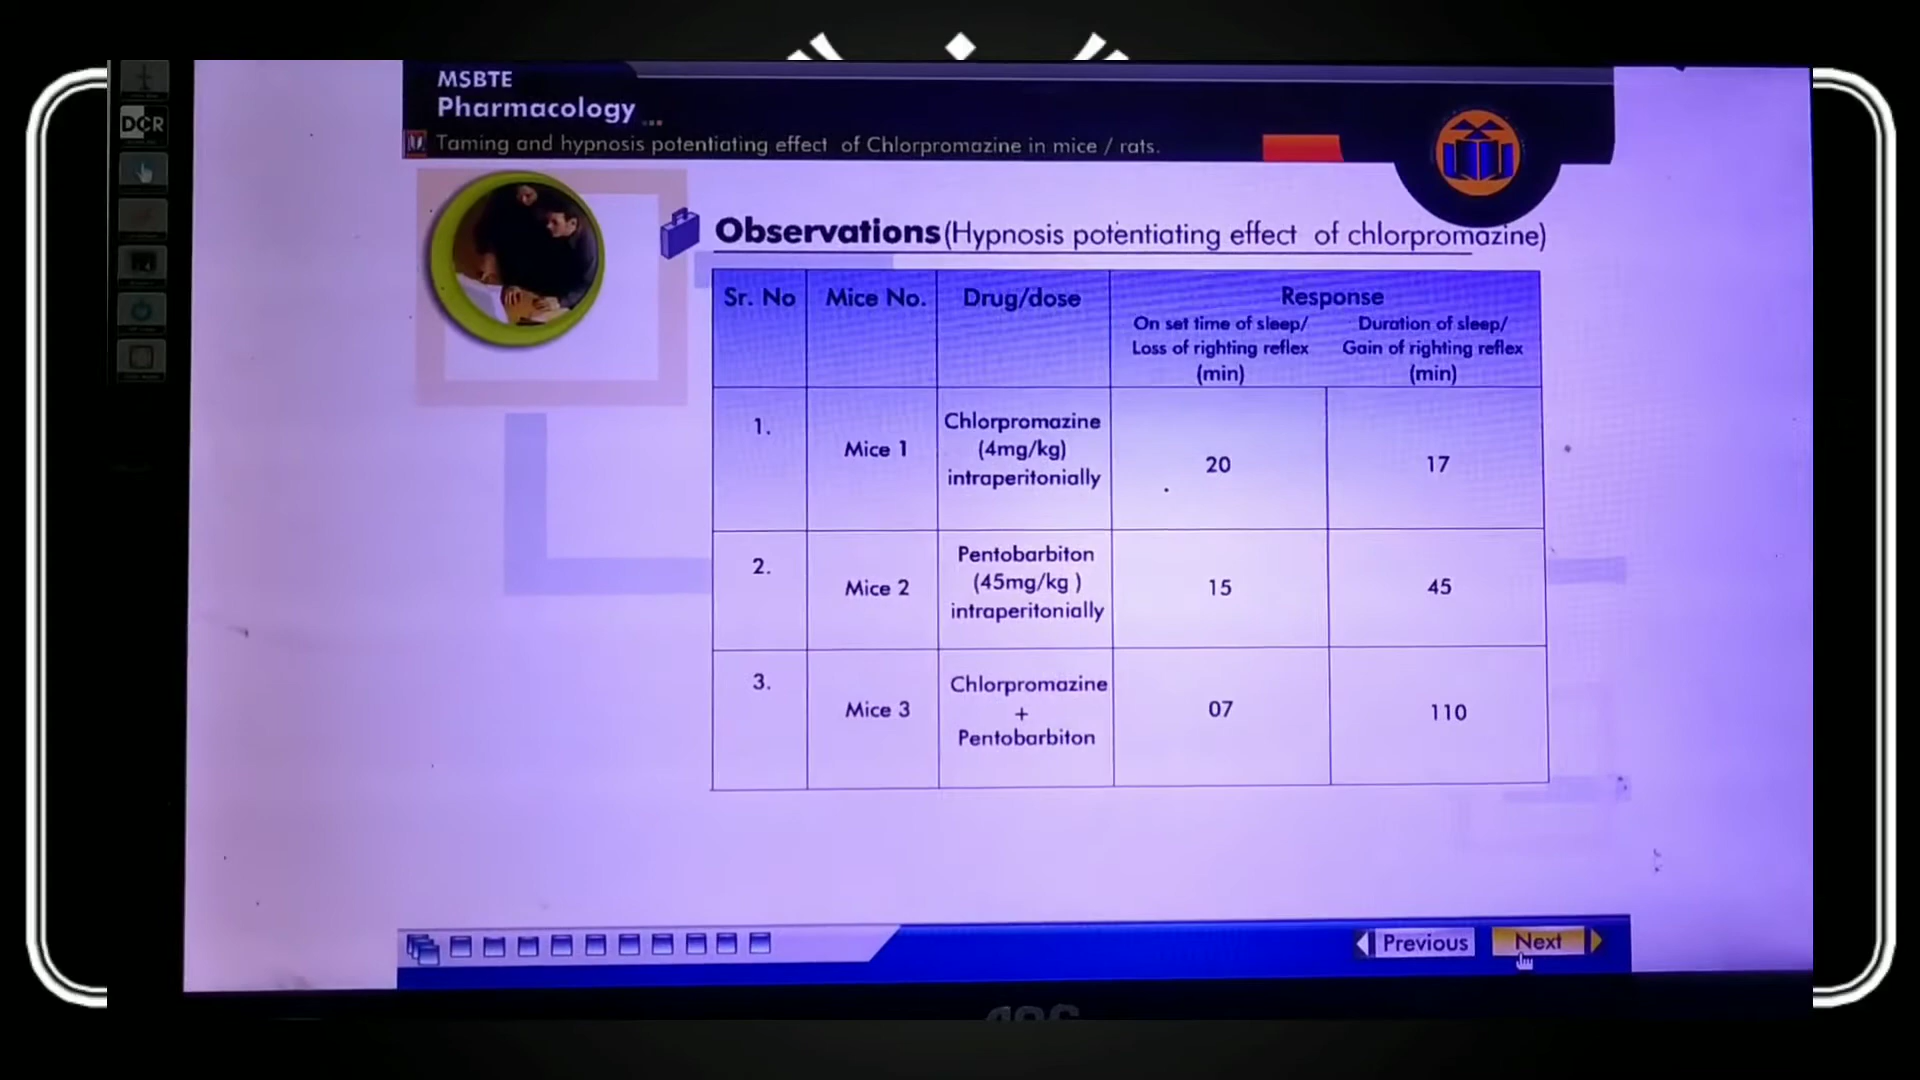 MSBTE
Pharmacology
Taming and hypnosis potentiating effect of Chlorpromazine in mice / rats.
DCR
Observations(Hypnosis potentiating effect of chlorpromazine)
Sr. No Mice No. Drug/dose Response
On set time of sleep/ Duration of sleep/
Loss of righting reflex Gain of righting reflex
(min) (min)
1. Mice 1 Chlorpromazine 20 17
(4mg/kg)
intraperitonially
2. Mice 2 Pentobarbiton 15 45
(45mg/kg )
intraperitonially
3. Mice 3 Chlorpromazine 07 110
+
Pentobarbiton
Previous Next